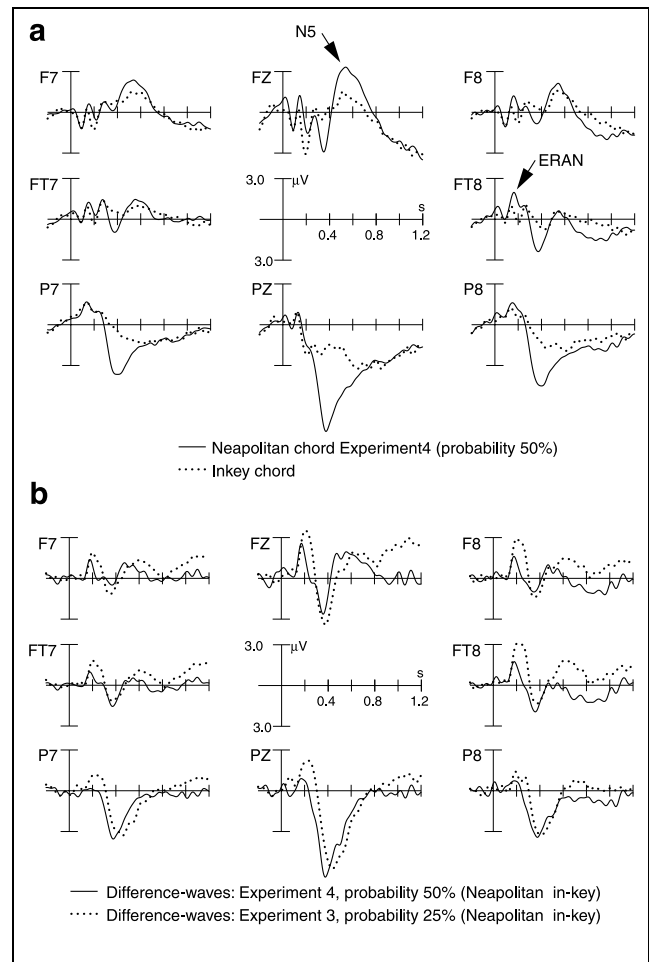 a
N5
F7 FZ F8
ERAN
FT7 3.0 µV FT8
s
0.4 0.8 1.2
3.0
P7 PZ P8
Neapolitan chord Experiment4 (probability 50%)
Inkey chord
b
F7 FZ F8
FT7 3.0 µV FT8
s
0.4 0.8 1.2
3.0
P7 PZ P8
Difference-waves: Experiment 4, probability 50% (Neapolitan in-key)
Difference-waves: Experiment 3, probability 25% (Neapolitan in-key)